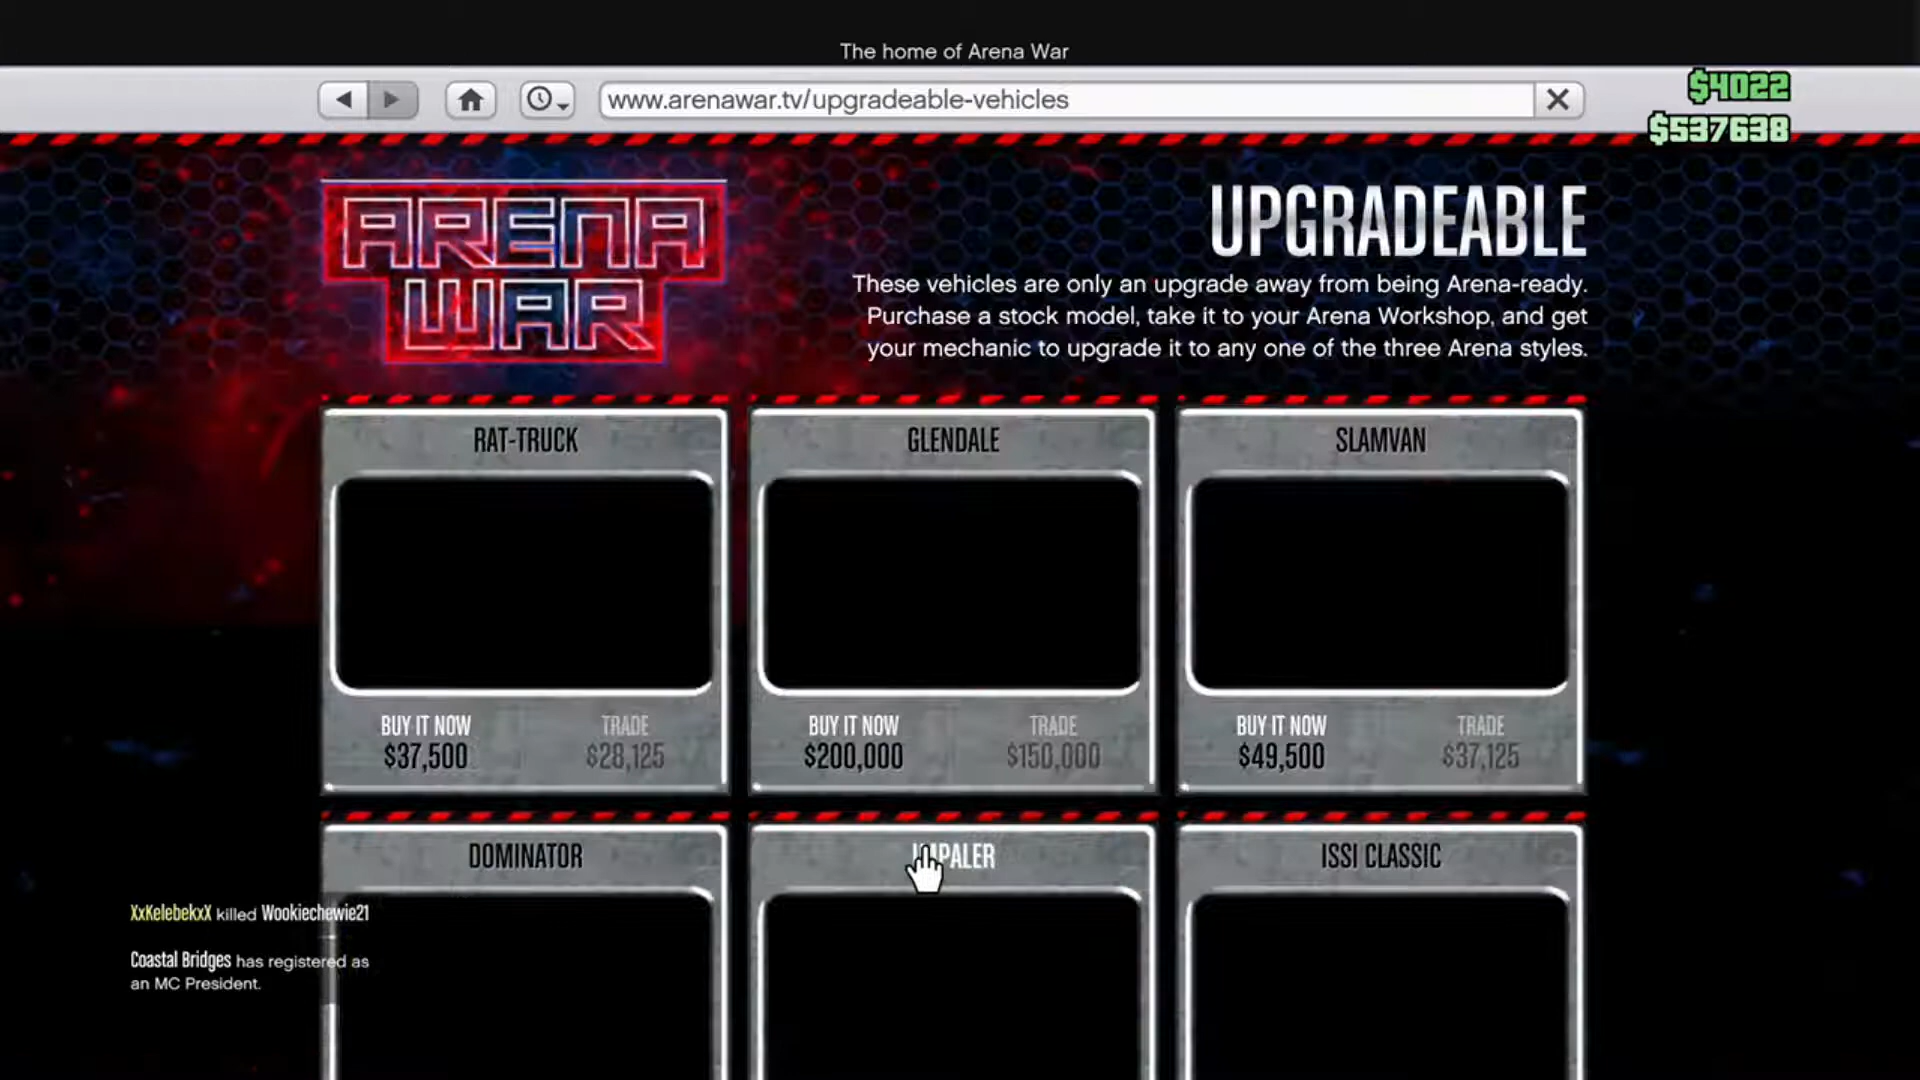 The home of Arena War
www.arenawar.tv/upgradeable-vehicles
$4022
$537638
ARENA
WAR
UPGRADEABLE
These vehicles are only an upgrade away from being Arena-ready.
Purchase a stock model, take it to your Arena Workshop, and get
your mechanic to upgrade it to any one of the three Arena styles.
RAT-TRUCK
BUY IT NOW TRADE
$37,500 $28,125
GLENDALE
BUY IT NOW TRADE
$200,000 $150,000
SLAMVAN
BUY IT NOW TRADE
$49,500 $37,125
DOMINATOR
IMPALER
ISSI CLASSIC
XxKelebekxX killed Wookiechewie21
Coastal Bridges has registered as
an MC President.